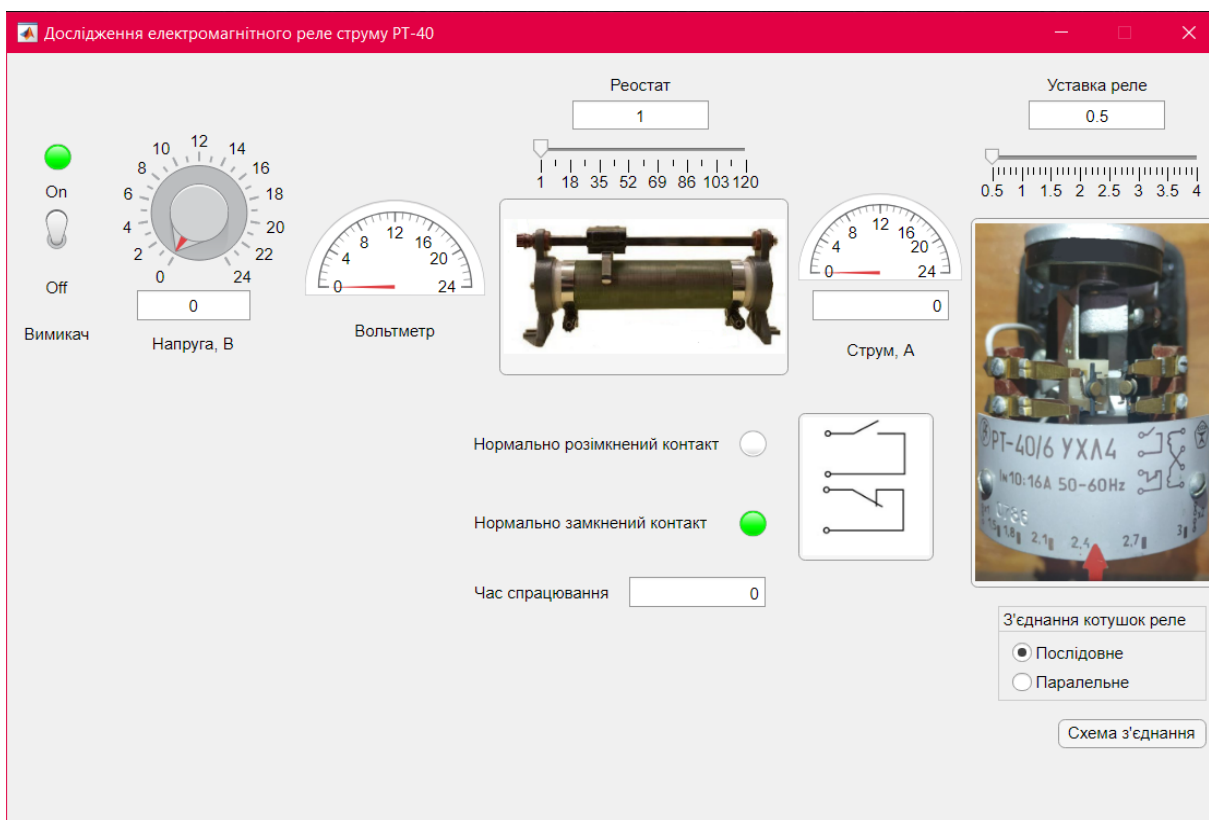 Дослідження електромагнітного реле струму РТ-40
Реостат
1
1 18 35 52 69 86 103 120
Уставка реле
0.5
0.5 1 1.5 2 2.5 3 3.5 4
On
Off
Вимикач
0 2 4 6 8 10 12 14 16 18 20 22 24
0
Напруга, В
0 4 8 12 16 20 24
Вольтметр
0 4 8 12 16 20 24
0
Струм, А
РТ-40/6 УХЛ4
Iн10:16А 50-60Hz
1,5 1,8 2,1 2,4 2,7 3
Нормально розімкнений контакт
Нормально замкнений контакт
Час спрацювання 0
З'єднання котушок реле
Послідовне
Паралельне
Схема з'єднання